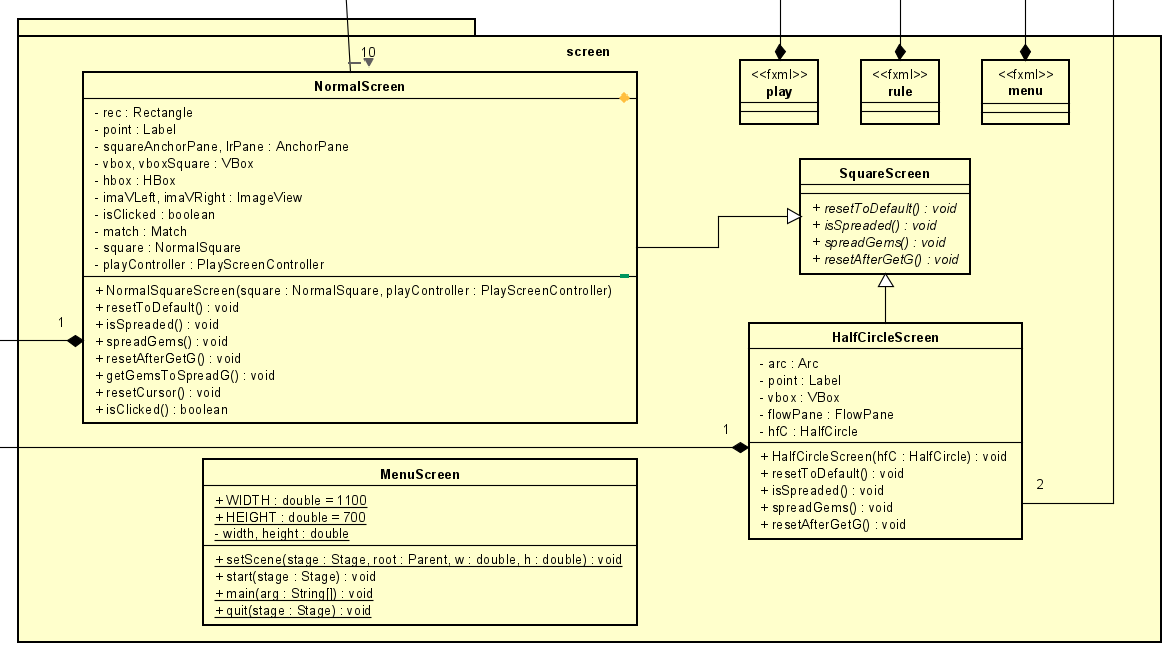 screen
10
NormalScreen
- rec : Rectangle
- point : Label
- squareAnchorPane, lrPane : AnchorPane
- vbox, vboxSquare : VBox
- hbox : HBox
- imaVLeft, imaVRight : ImageView
- isClicked : boolean
- match : Match
- square : NormalSquare
- playController : PlayScreenController
+ NormalSquareScreen(square : NormalSquare, playController : PlayScreenController)
+ resetToDefault() : void
+ isSpreaded() : void
+ spreadGems() : void
+ resetAfterGetG() : void
+ getGemsToSpreadG() : void
+ resetCursor() : void
+ isClicked() : boolean
1
<<fxml>>
play
<<fxml>>
rule
<<fxml>>
menu
SquareScreen
+ resetToDefault() : void
+ isSpreaded() : void
+ spreadGems() : void
+ resetAfterGetG() : void
HalfCircleScreen
- arc : Arc
- point : Label
- vbox : VBox
- flowPane : FlowPane
- hfC : HalfCircle
+ HalfCircleScreen(hfC : HalfCircle) : void
+ resetToDefault() : void
+ isSpreaded() : void
+ spreadGems() : void
+ resetAfterGetG() : void
1
2
MenuScreen
+ WIDTH : double = 1100
+ HEIGHT : double = 700
- width, height : double
+ setScene(stage : Stage, root : Parent, w : double, h : double) : void
+ start(stage : Stage) : void
+ main(arg : String[]) : void
+ quit(stage : Stage) : void